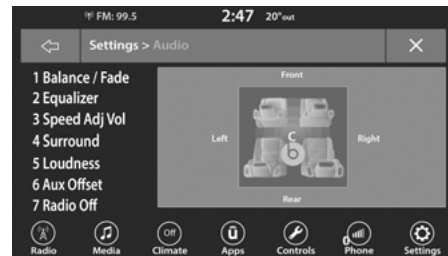 FM: 99.5 2:47 20° out
Settings > Audio
1 Balance / Fade
2 Equalizer
3 Speed Adj Vol
4 Surround
5 Loudness
6 Aux Offset
7 Radio Off
Front
Left
C
Right
Rear
Off
Radio Media Climate Apps Controls Phone Settings